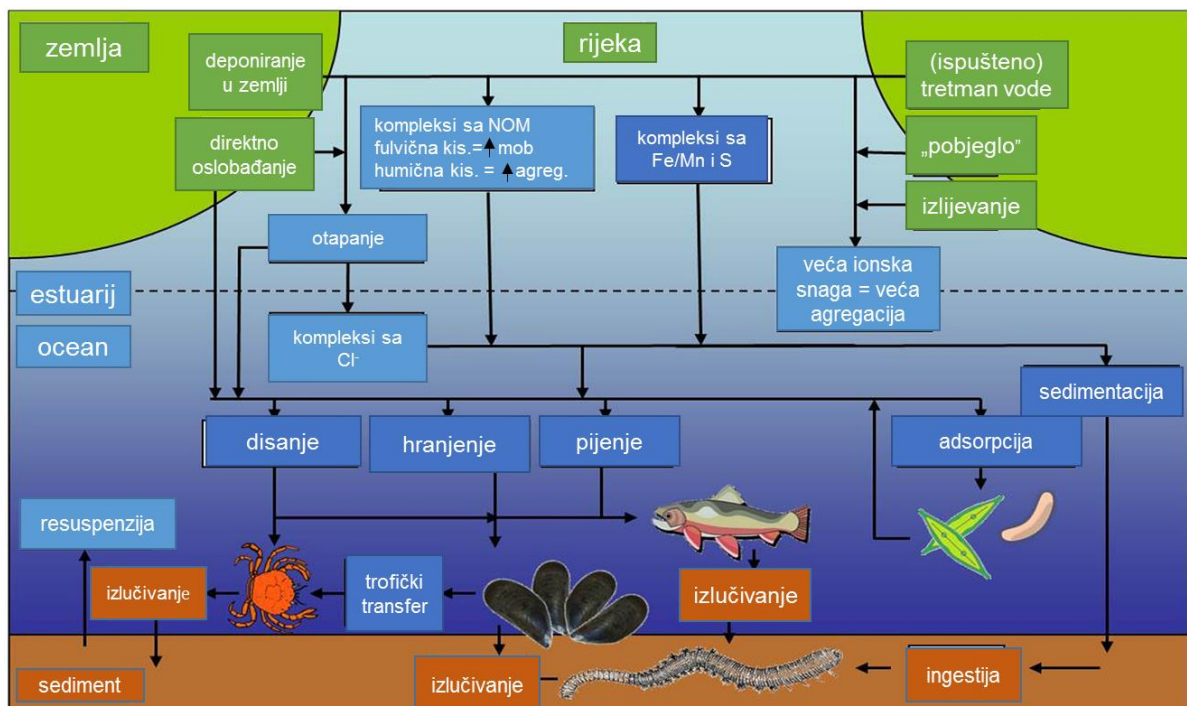 zemlja
rijeka
deponiranje
u zemlji
(ispušteno)
tretman vode
direktno
oslobađanje
kompleksi sa NOM
fulvična kis.=↑mob
humična kis. = ↑agreg.
kompleksi sa
Fe/Mn i S
„pobjeglo”
izlijevanje
otapanje
veća ionska
snaga = veća
agregacija
estuarij
ocean
kompleksi sa
Cl⁻
sedimentacija
disanje
hranjenje
pijenje
adsorpcija
resuspenzija
izlučivanje
trofički
transfer
izlučivanje
sediment
izlučivanje
ingestija